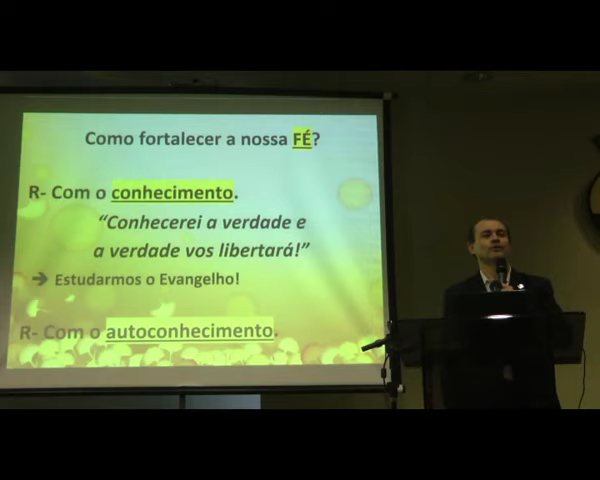 Como fortalecer a nossa FÉ?
R- Com o conhecimento.
“Conhecerei a verdade e
a verdade vos libertará!”
➔ Estudarmos o Evangelho!
R- Com o autoconhecimento.